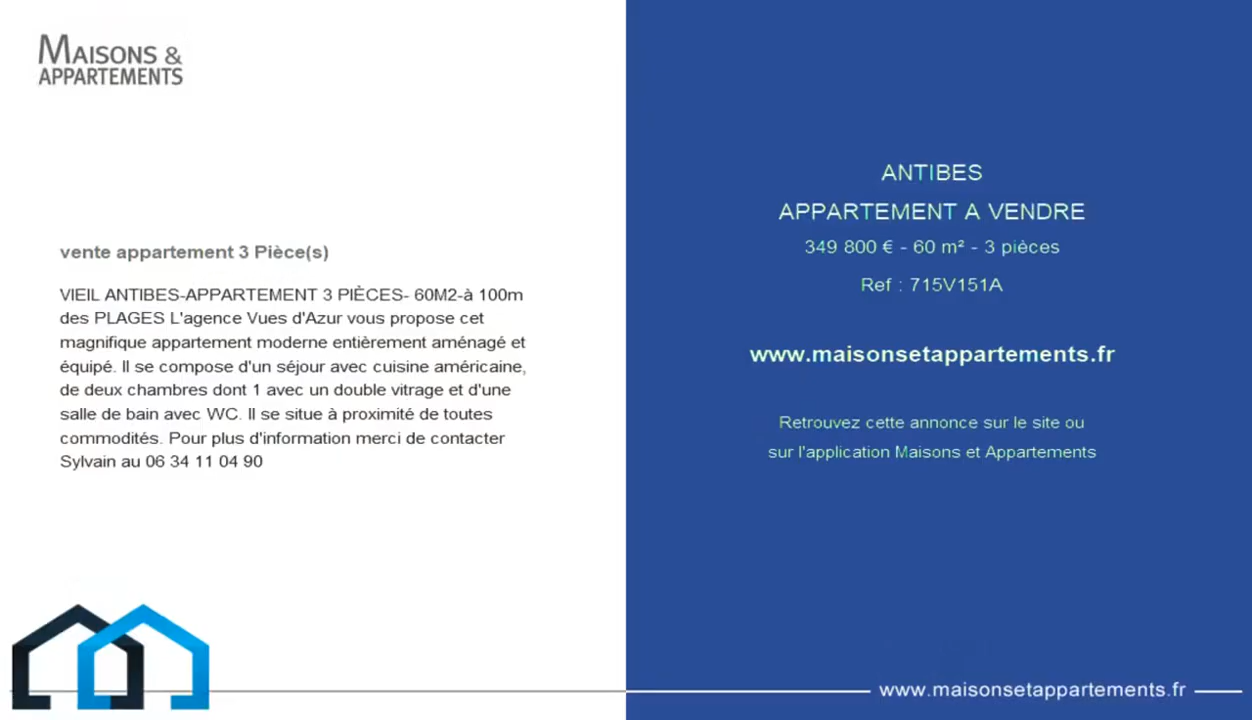 MAISONS &
APPARTEMENTS
vente appartement 3 Pièce(s)
VIEIL ANTIBES-APPARTEMENT 3 PIÈCES- 60M2-à 100m
des PLAGES L'agence Vues d'Azur vous propose cet
magnifique appartement moderne entièrement aménagé et
équipé. Il se compose d'un séjour avec cuisine américaine,
de deux chambres dont 1 avec un double vitrage et d'une
salle de bain avec WC. Il se situe à proximité de toutes
commodités. Pour plus d'information merci de contacter
Sylvain au 06 34 11 04 90
ANTIBES
APPARTEMENT A VENDRE
349 800 € - 60 m² - 3 pièces
Ref : 715V151A
www.maisonsetappartements.fr
Retrouvez cette annonce sur le site ou
sur l'application Maisons et Appartements
www.maisonsetappartements.fr